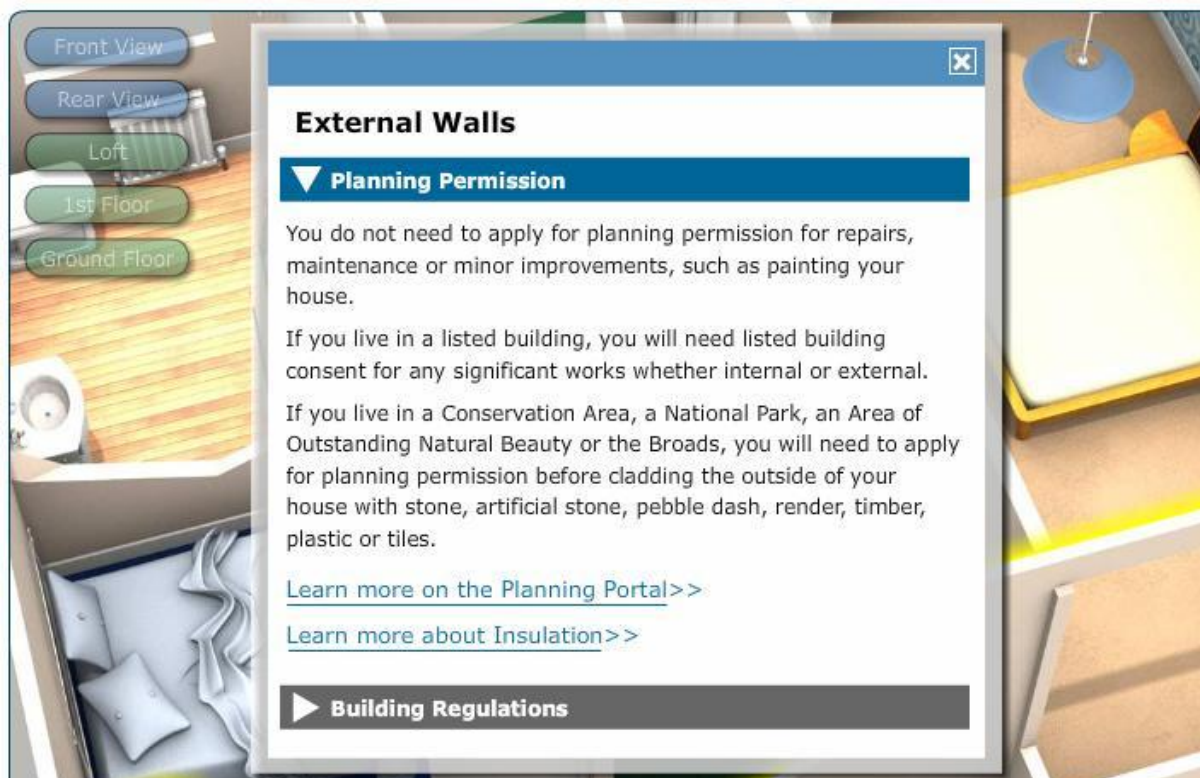 Front View
Rear View
Loft
1st Floor
Ground Floor
External Walls
Planning Permission
You do not need to apply for planning permission for repairs,
maintenance or minor improvements, such as painting your
house.
If you live in a listed building, you will need listed building
consent for any significant works whether internal or external.
If you live in a Conservation Area, a National Park, an Area of
Outstanding Natural Beauty or the Broads, you will need to apply
for planning permission before cladding the outside of your
house with stone, artificial stone, pebble dash, render, timber,
plastic or tiles.
Learn more on the Planning Portal>>
Learn more about Insulation>>
Building Regulations